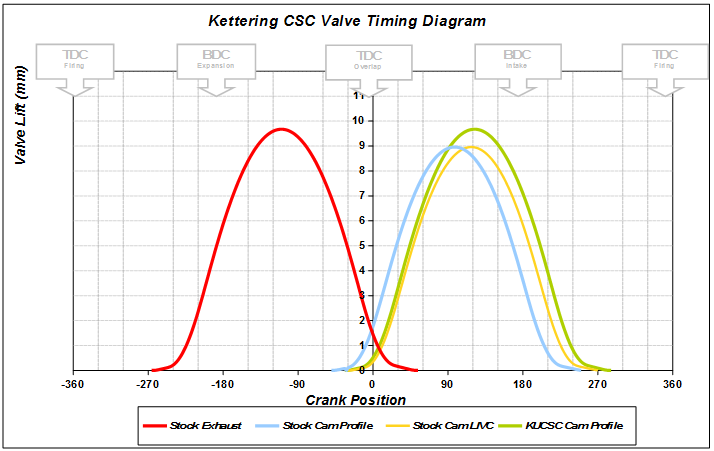 Kettering CSC Valve Timing Diagram
TDC
Firing
BDC
Expansion
TDC
Overlap
BDC
Intake
TDC
Firing
Valve Lift (mm)
11
10
9
8
7
6
5
4
3
2
1
0
-360 -270 -180 -90 0 90 180 270 360
Crank Position
Stock Exhaust Stock Cam Profile Stock Cam LIVC KUCSC Cam Profile